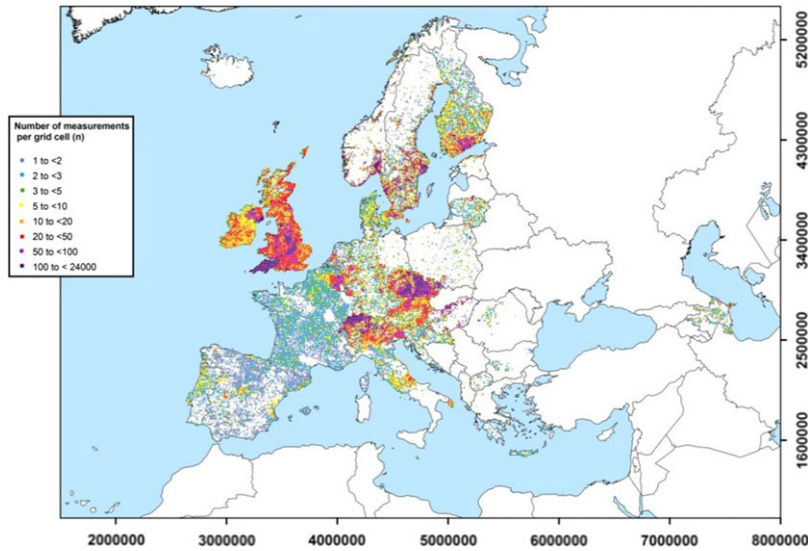 Number of measurements
per grid cell (n)
1 to <2
2 to <3
3 to <5
5 to <10
10 to <20
20 to <50
50 to <100
100 to < 24000
5200000
4300000
3400000
2500000
1600000
2000000 3000000 4000000 5000000 6000000 7000000 8000000